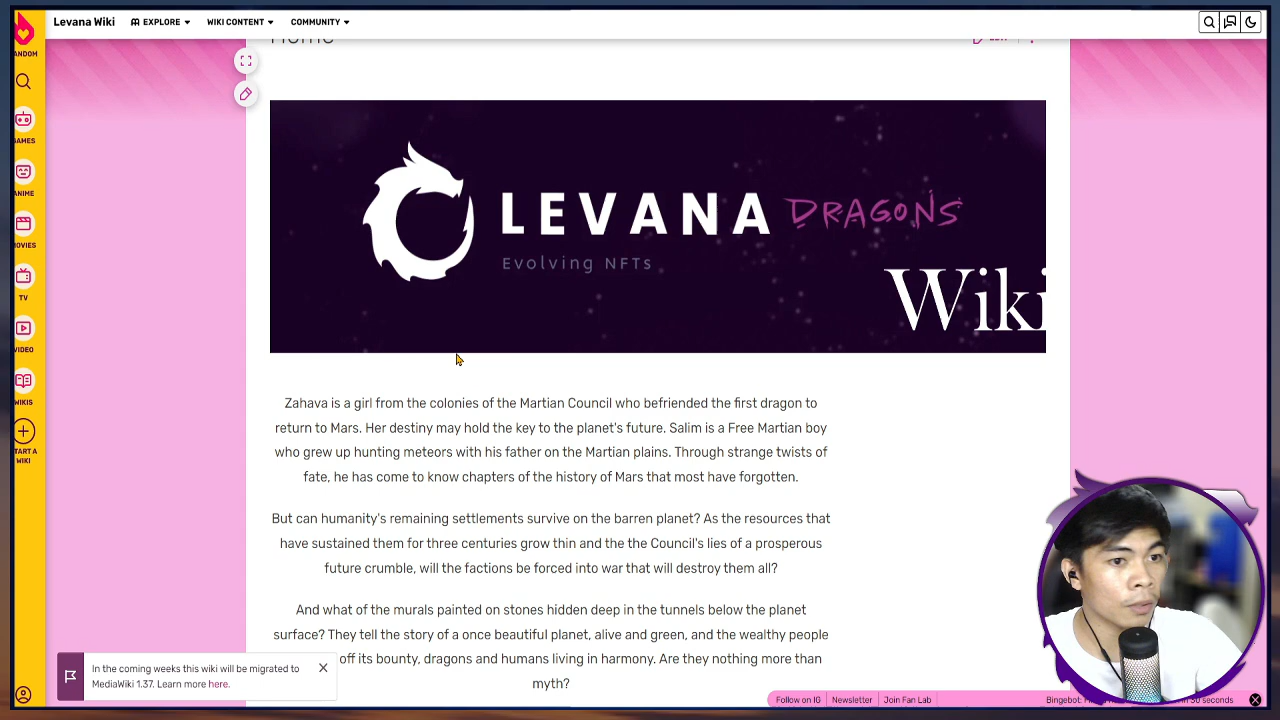 Levana Wiki
EXPLORE
WIKI CONTENT
COMMUNITY
GAMES
ANIME
MOVIES
TV
VIDEO
WIKIS
START A
WIKI
LEVANA DRAGONS
Evolving NFTs
Wiki
Zahava is a girl from the colonies of the Martian Council who befriended the first dragon to
return to Mars. Her destiny may hold the key to the planet's future. Salim is a Free Martian boy
who grew up hunting meteors with his father on the Martian plains. Through strange twists of
fate, he has come to know chapters of the history of Mars that most have forgotten.
But can humanity's remaining settlements survive on the barren planet? As the resources that
have sustained them for three centuries grow thin and the the Council's lies of a prosperous
future crumble, will the factions be forced into war that will destroy them all?
And what of the murals painted on stones hidden deep in the tunnels below the planet
surface? They tell the story of a once beautiful planet, alive and green, and the wealthy people
off its bounty, dragons and humans living in harmony. Are they nothing more than
myth?
In the coming weeks this wiki will be migrated to
MediaWiki 1.37. Learn more here.
Follow on IG
Newsletter
Join Fan Lab
Bingebot:
seconds